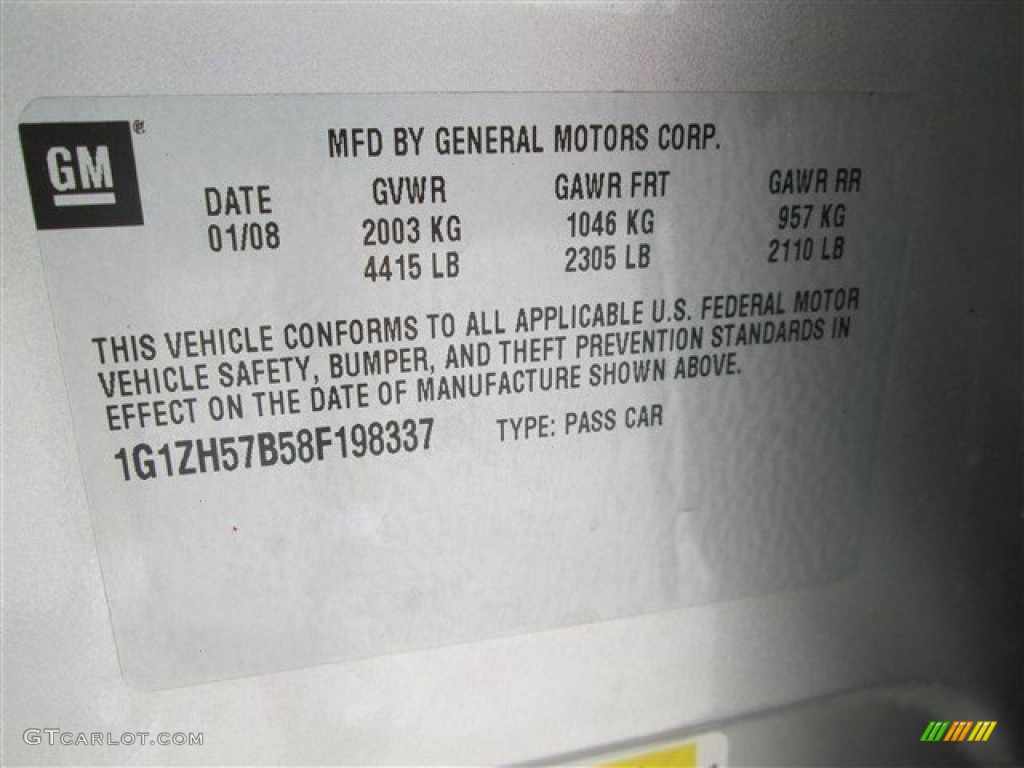 GM ®
MFD BY GENERAL MOTORS CORP.
DATE GVWR GAWR FRT GAWR RR
01/08 2003 KG 1046 KG 957 KG
4415 LB 2305 LB 2110 LB
THIS VEHICLE CONFORMS TO ALL APPLICABLE U.S. FEDERAL MOTOR
VEHICLE SAFETY, BUMPER, AND THEFT PREVENTION STANDARDS IN
EFFECT ON THE DATE OF MANUFACTURE SHOWN ABOVE.
1G1ZH57B58F198337 TYPE: PASS CAR
GTCARLOT.COM